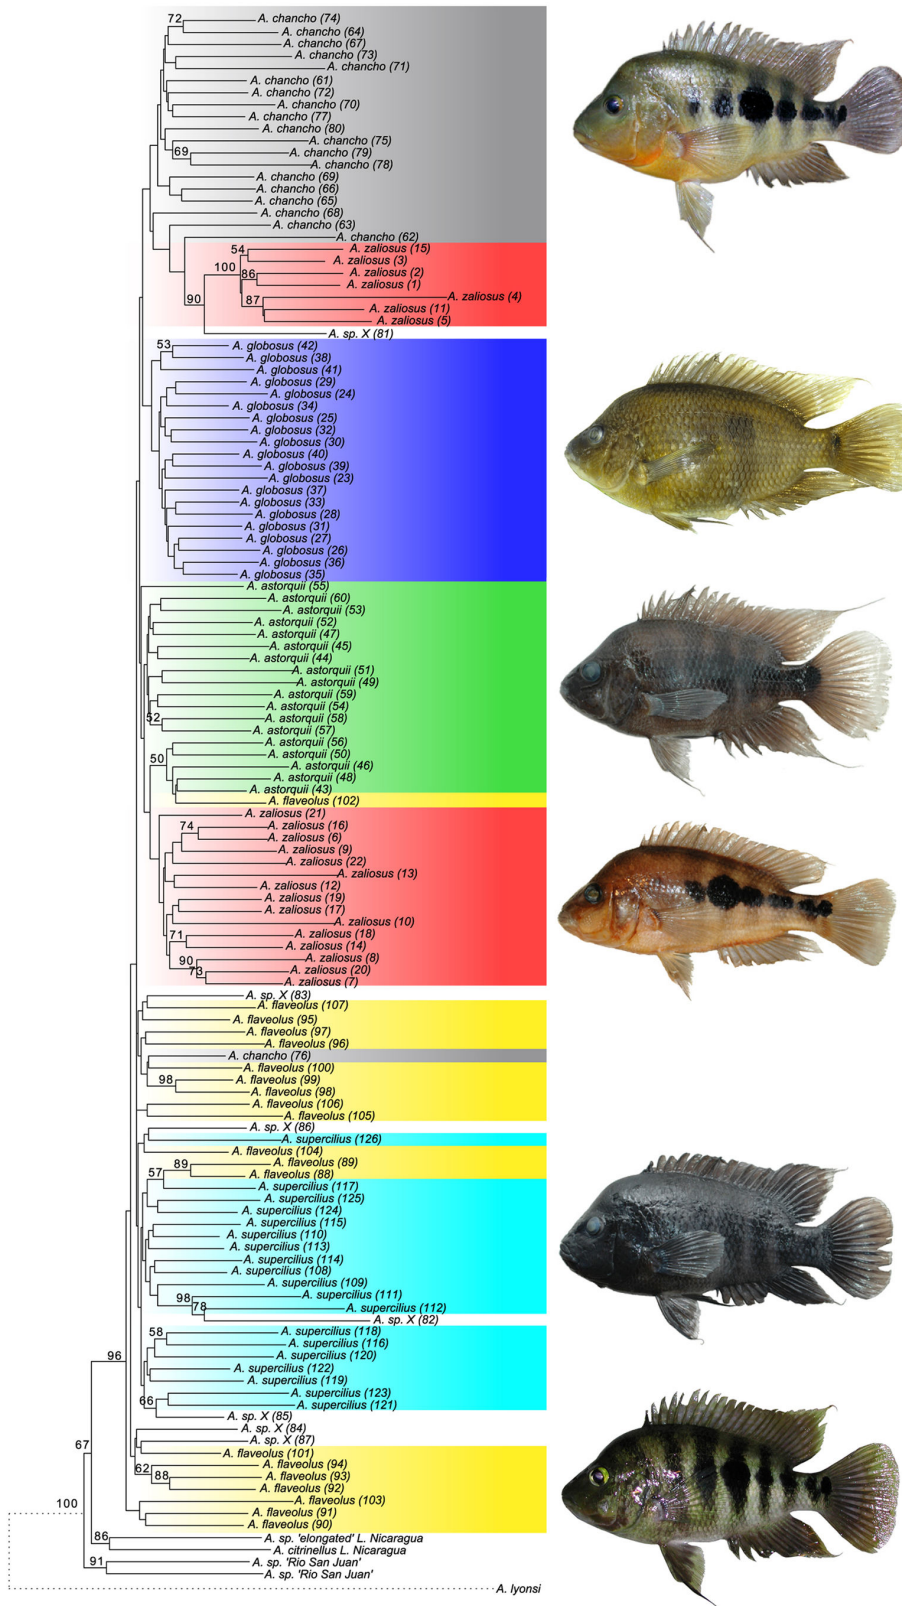 72
A. chancho (74)
A. chancho (64)
A. chancho (67)
A. chancho (73)
A. chancho (71)
A. chancho (61)
A. chancho (72)
A. chancho (70)
A. chancho (77)
A. chancho (80)
A. chancho (75)
69
A. chancho (79)
A. chancho (78)
A. chancho (69)
A. chancho (66)
A. chancho (65)
A. chancho (68)
A. chancho (63)
A. chancho (62)
54
A. zaliosus (15)
A. zaliosus (3)
100
86
A. zaliosus (2)
A. zaliosus (1)
90
87
A. zaliosus (4)
A. zaliosus (11)
A. zaliosus (5)
A. sp. X (81)
53
A. globosus (42)
A. globosus (38)
A. globosus (41)
A. globosus (29)
A. globosus (24)
A. globosus (34)
A. globosus (25)
A. globosus (32)
A. globosus (30)
A. globosus (40)
A. globosus (39)
A. globosus (23)
A. globosus (37)
A. globosus (33)
A. globosus (28)
A. globosus (31)
A. globosus (27)
A. globosus (26)
A. globosus (36)
A. globosus (35)
A. astorquii (55)
A. astorquii (60)
A. astorquii (53)
A. astorquii (52)
A. astorquii (47)
A. astorquii (45)
A. astorquii (44)
A. astorquii (51)
A. astorquii (49)
A. astorquii (59)
A. astorquii (54)
52
A. astorquii (58)
A. astorquii (57)
A. astorquii (56)
50
A. astorquii (50)
A. astorquii (46)
A. astorquii (48)
A. astorquii (43)
A. flaveolus (102)
A. zaliosus (21)
74
A. zaliosus (16)
A. zaliosus (6)
A. zaliosus (9)
A. zaliosus (22)
A. zaliosus (13)
A. zaliosus (12)
A. zaliosus (19)
A. zaliosus (17)
A. zaliosus (10)
71
A. zaliosus (18)
A. zaliosus (14)
90
A. zaliosus (8)
73
A. zaliosus (20)
A. zaliosus (7)
A. sp. X (83)
A. flaveolus (107)
A. flaveolus (95)
A. flaveolus (97)
A. flaveolus (96)
A. chancho (76)
A. flaveolus (100)
98
A. flaveolus (99)
A. flaveolus (98)
A. flaveolus (106)
A. flaveolus (105)
A. sp. X (86)
A. supercilius (126)
A. flaveolus (104)
89
A. flaveolus (89)
57
A. flaveolus (88)
A. supercilius (117)
A. supercilius (125)
A. supercilius (124)
A. supercilius (115)
A. supercilius (110)
A. supercilius (113)
A. supercilius (114)
A. supercilius (108)
A. supercilius (109)
98
A. supercilius (111)
78
A. supercilius (112)
A. sp. X (82)
58
A. supercilius (118)
A. supercilius (116)
96
A. supercilius (120)
A. supercilius (122)
A. supercilius (119)
A. supercilius (123)
66
A. supercilius (121)
A. sp. X (85)
A. sp. X (84)
67
A. sp. X (87)
A. flaveolus (101)
62
A. flaveolus (94)
88
A. flaveolus (93)
A. flaveolus (92)
100
A. flaveolus (103)
A. flaveolus (91)
A. flaveolus (90)
86
A. sp. 'elongated' L. Nicaragua
A. citrinellus L. Nicaragua
91
A. sp. 'Rio San Juan'
A. sp. 'Rio San Juan'
A. lyonsi